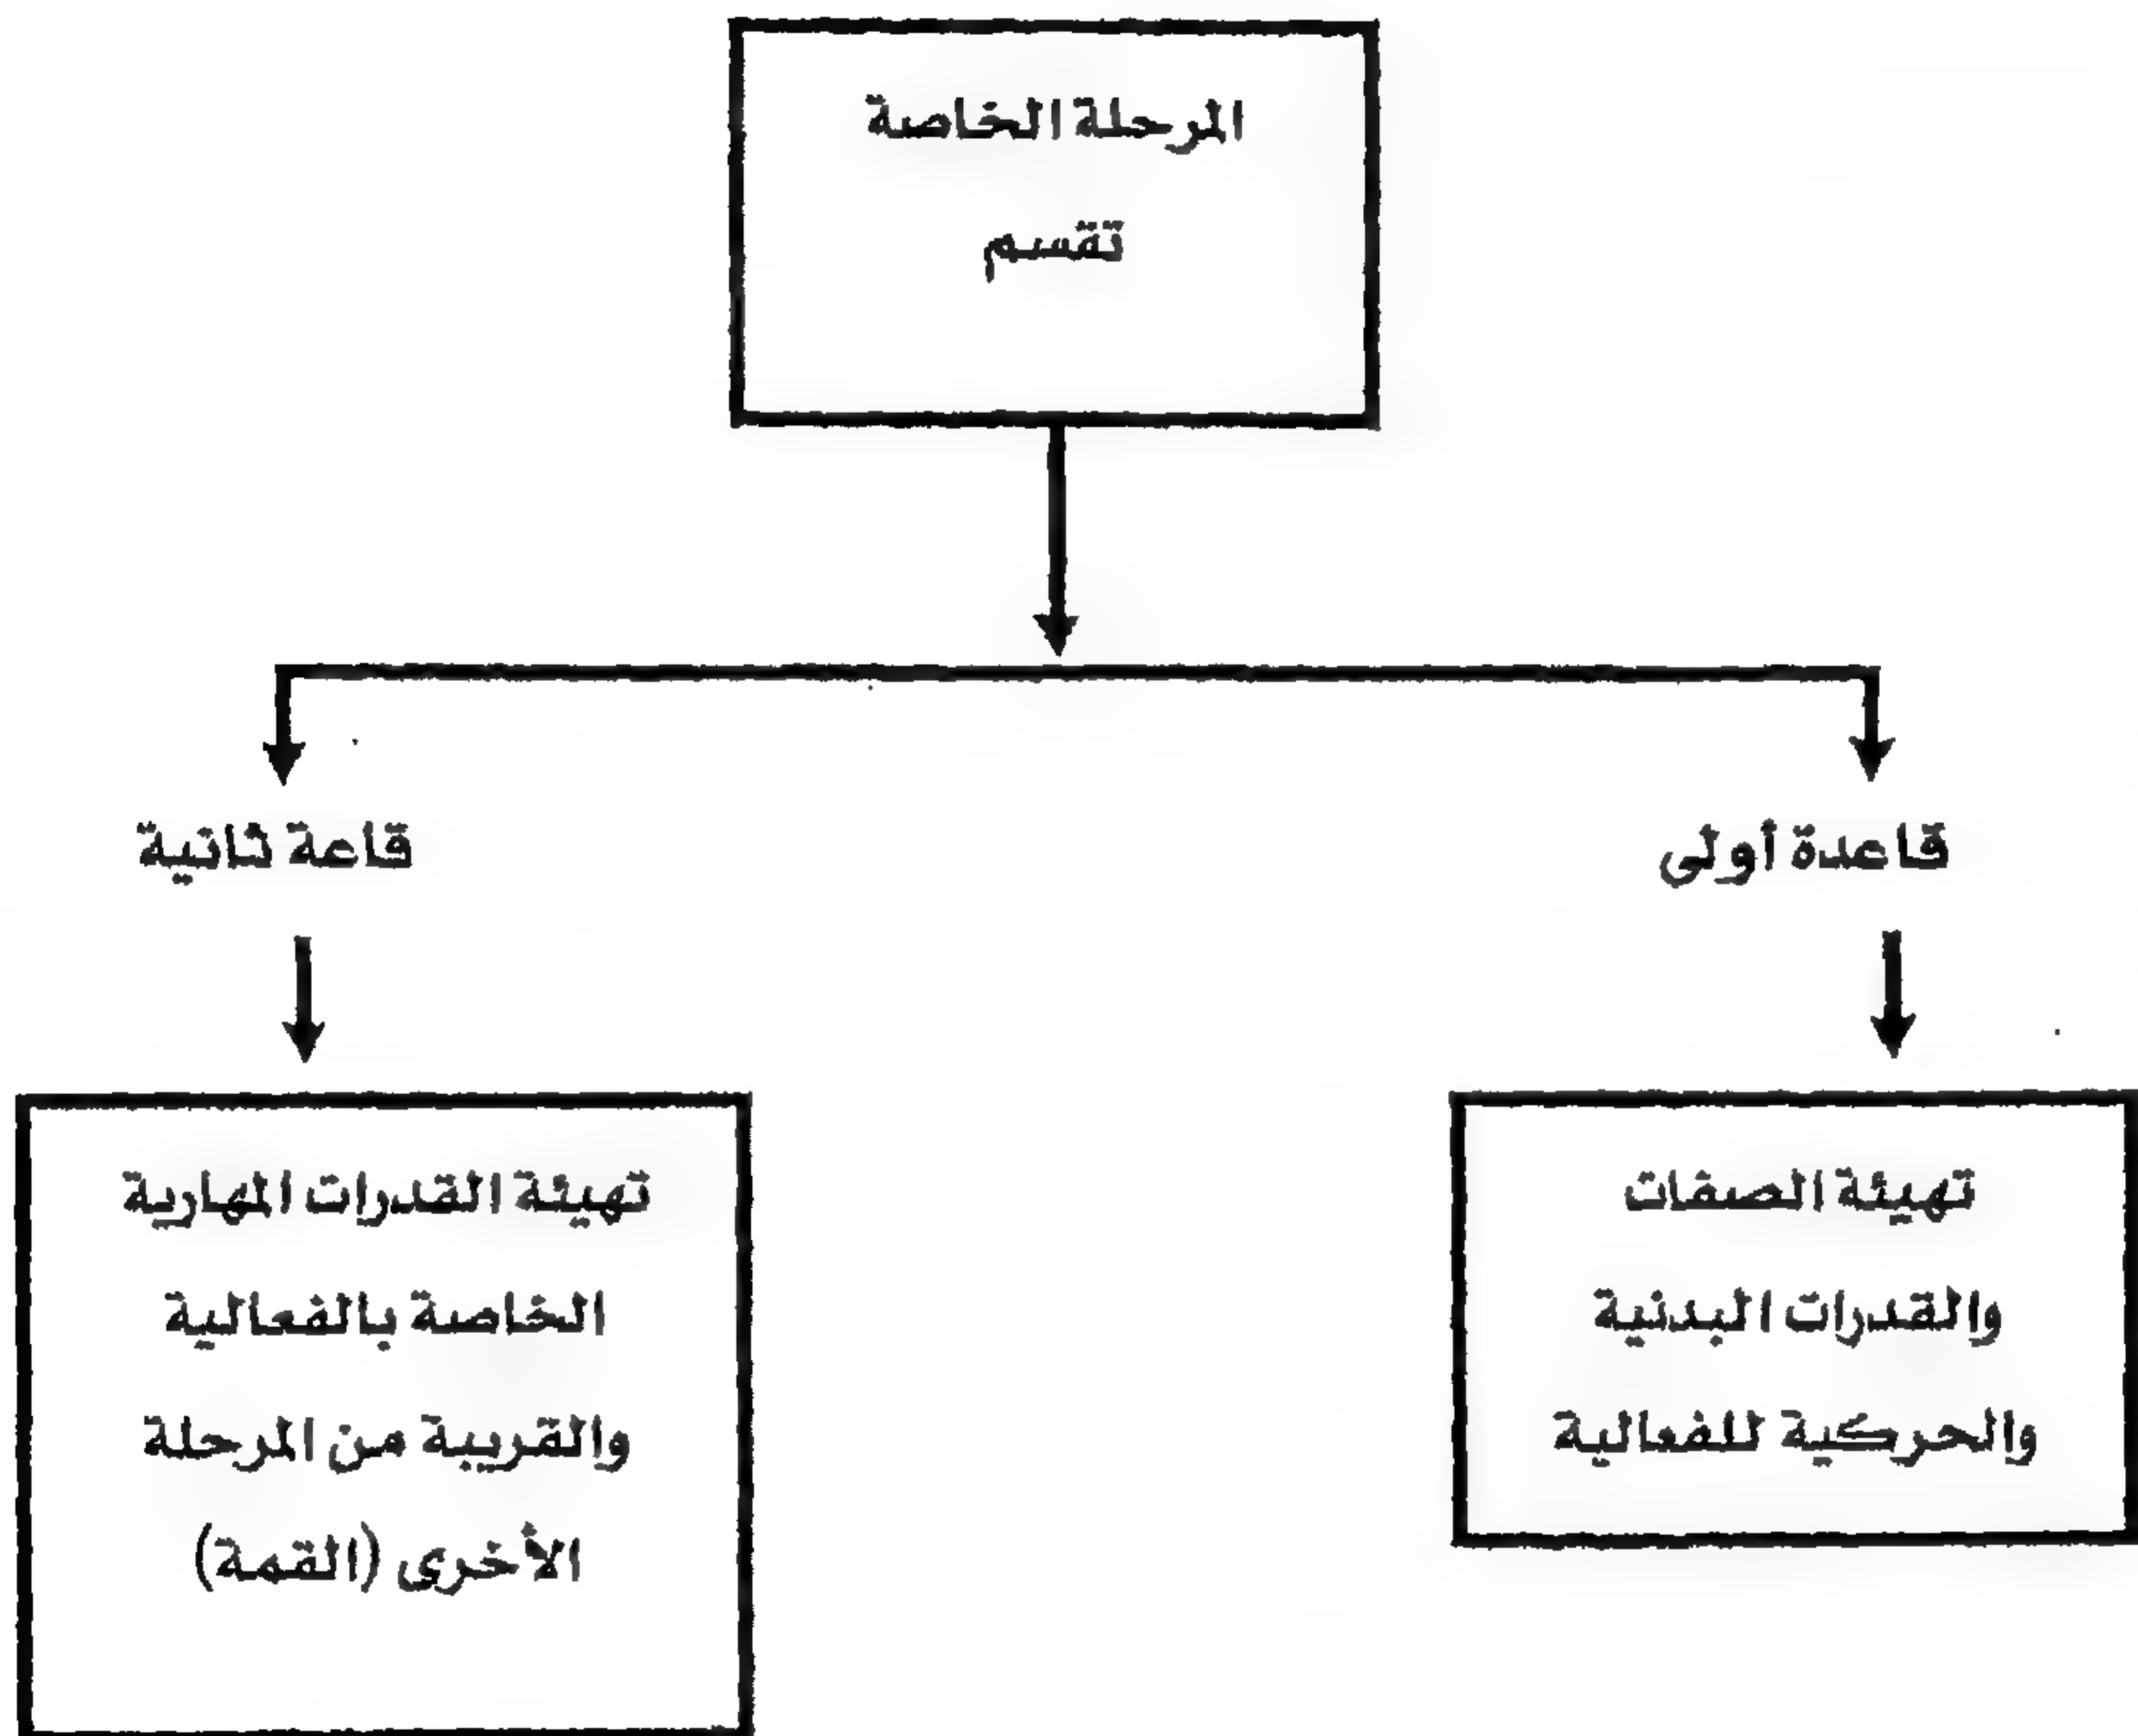 المرحلة الخاصة
تقسم
قاعدة أولى
قاعة ثانية
تهيئة الصفات
والقدرات البدنية
والحركية للفعالية
تهيئة القدرات المهارية
الخاصة بالفعالية
والقريبة من المرحلة
الأخرى (القمة)